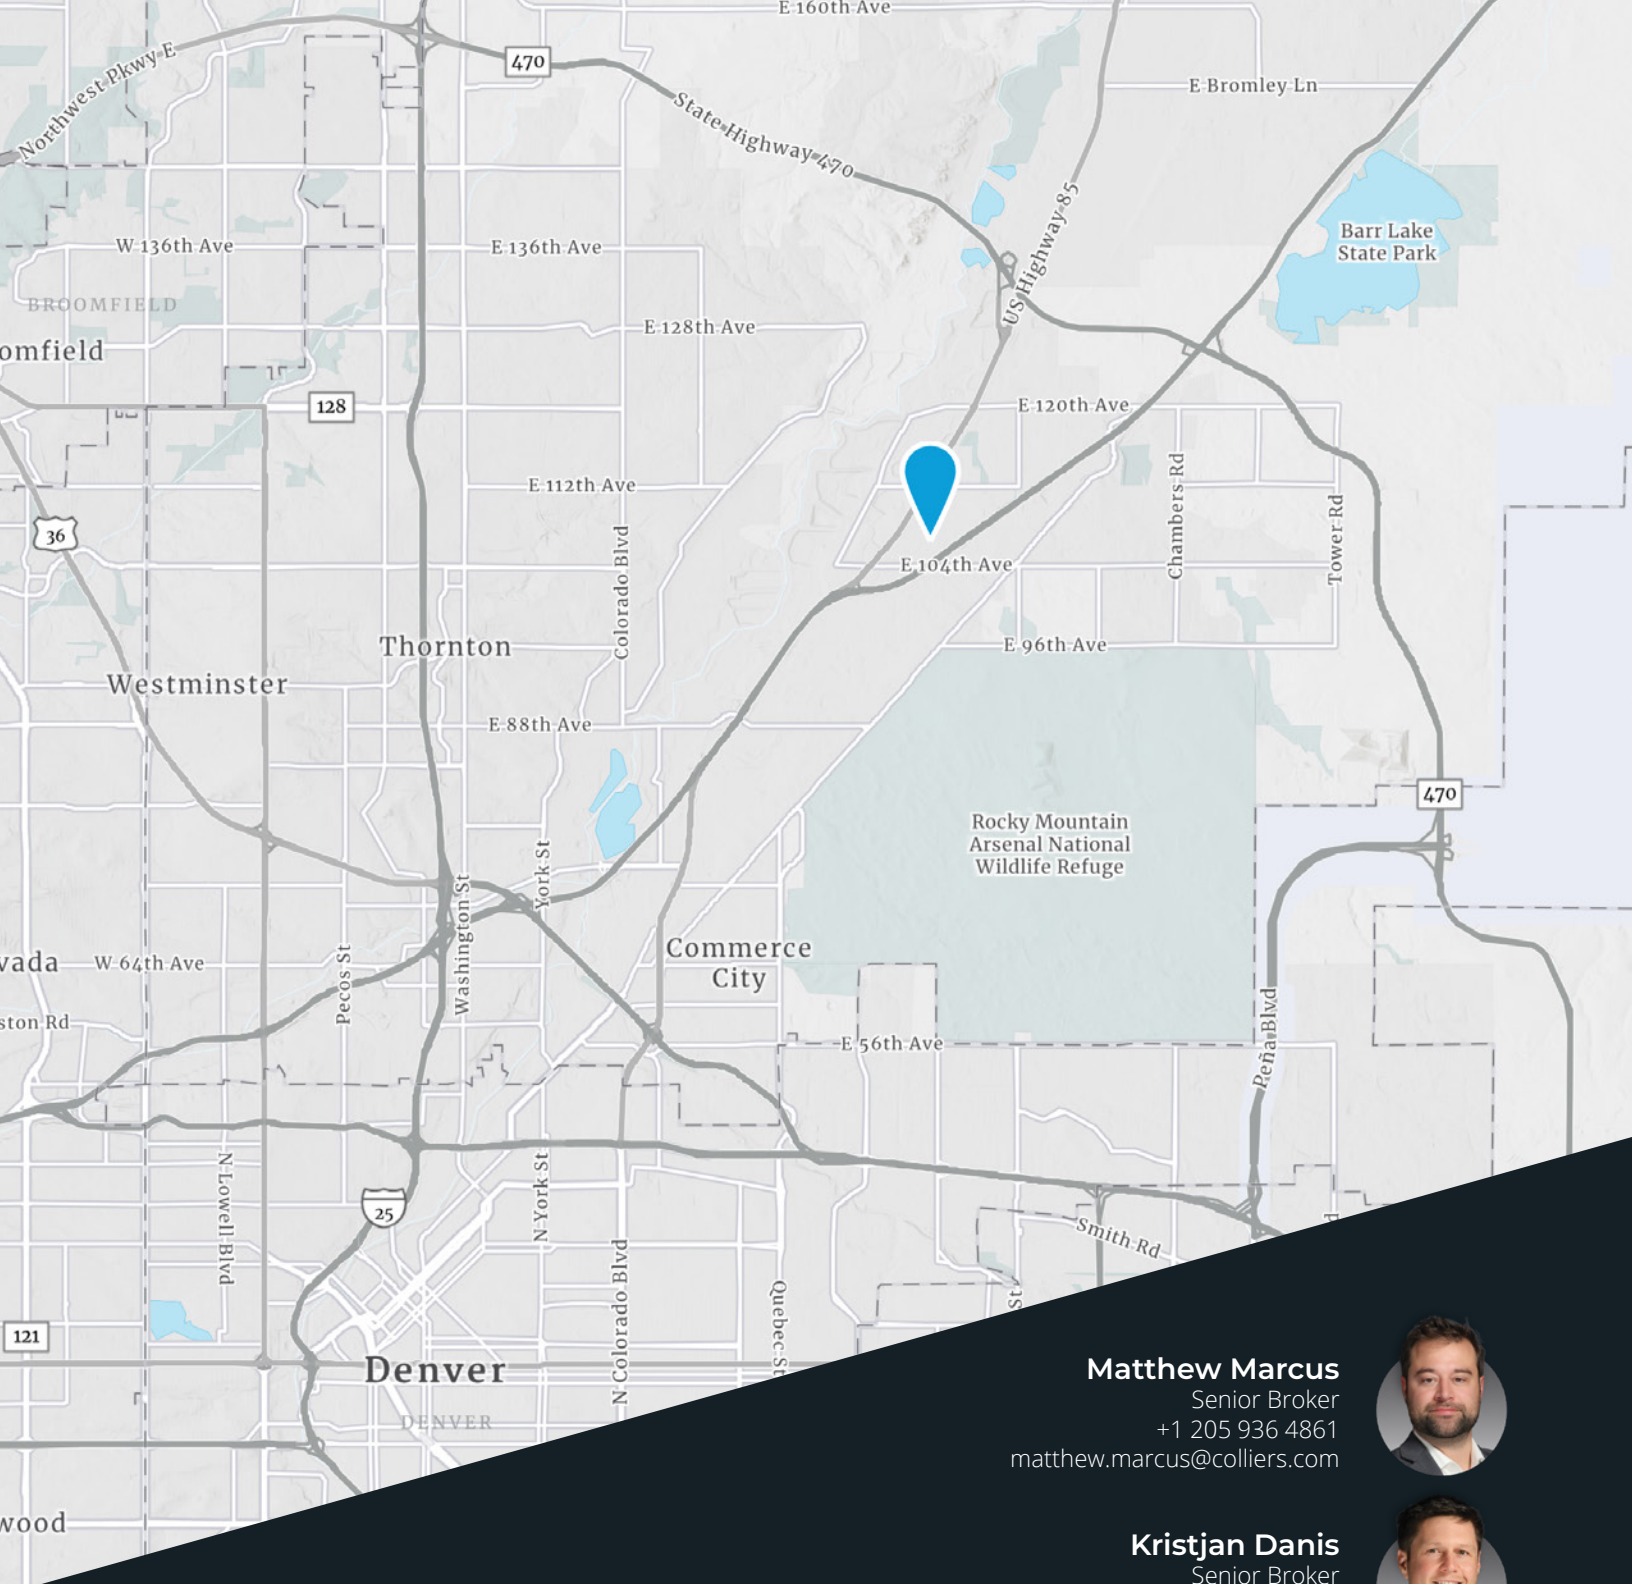 E 160th Ave
Northwest Pkwy E
470
E Bromley Ln
State Highway 470
US Highway 85
Barr Lake
State Park
W 136th Ave
E 136th Ave
BROOMFIELD
E 128th Ave
omfield
128
E 120th Ave
E 112th Ave
Chambers Rd
36
Tower Rd
Colorado Blvd
E 104th Ave
Thornton
E 96th Ave
Westminster
E 88th Ave
470
Rocky Mountain
Arsenal National
Wildlife Refuge
York St
Washington St
Commerce
City
vada
W 64th Ave
Pecos St
ston Rd
E 56th Ave
Peña Blvd
N Lowell Blvd
N York St
25
Smith Rd
d
N Colorado Blvd
Quebec St
St
121
Denver
DENVER
wood
Matthew Marcus
Senior Broker
+1 205 936 4861
matthew.marcus@colliers.com
Kristjan Danis
Senior Broker